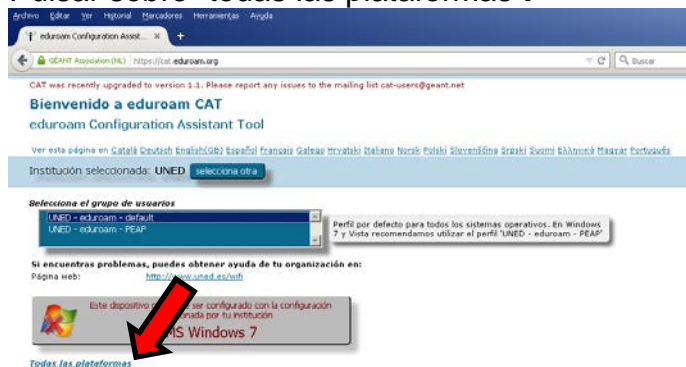 Pulsar sobre "todas las plataformas".
Archivo Editar Ver Historial Marcadores Herramientas Ayuda
eduroam Configuration Assist... × +
GÉANT Association (NL) https://cat.eduroam.org Buscar
CAT was recently upgraded to version 1.1. Please report any issues to the mailing list cat-users@geant.net
Bienvenido a eduroam CAT
eduroam Configuration Assistant Tool
Ver esta página en Català Deutsch English(GB) Español Français Galego Hrvatski Italiano Norsk Polski Slovenščina Srpski Suomi Ελληνικά Magyar Português
Institución seleccionada: UNED selecciona otra
Selecciona el grupo de usuarios
UNED - eduroam - default
UNED - eduroam - PEAP
Perfil por defecto para todos los sistemas operativos. En Windows
7 y Vista recomendamos utilizar el perfil 'UNED - eduroam - PEAP'
Si encuentras problemas, puedes obtener ayuda de tu organización en:
Página web: http://www.uned.es/wifi
Este dispositivo ser configurado con la configuración
por tu institución
MS Windows 7
Todas las plataformas